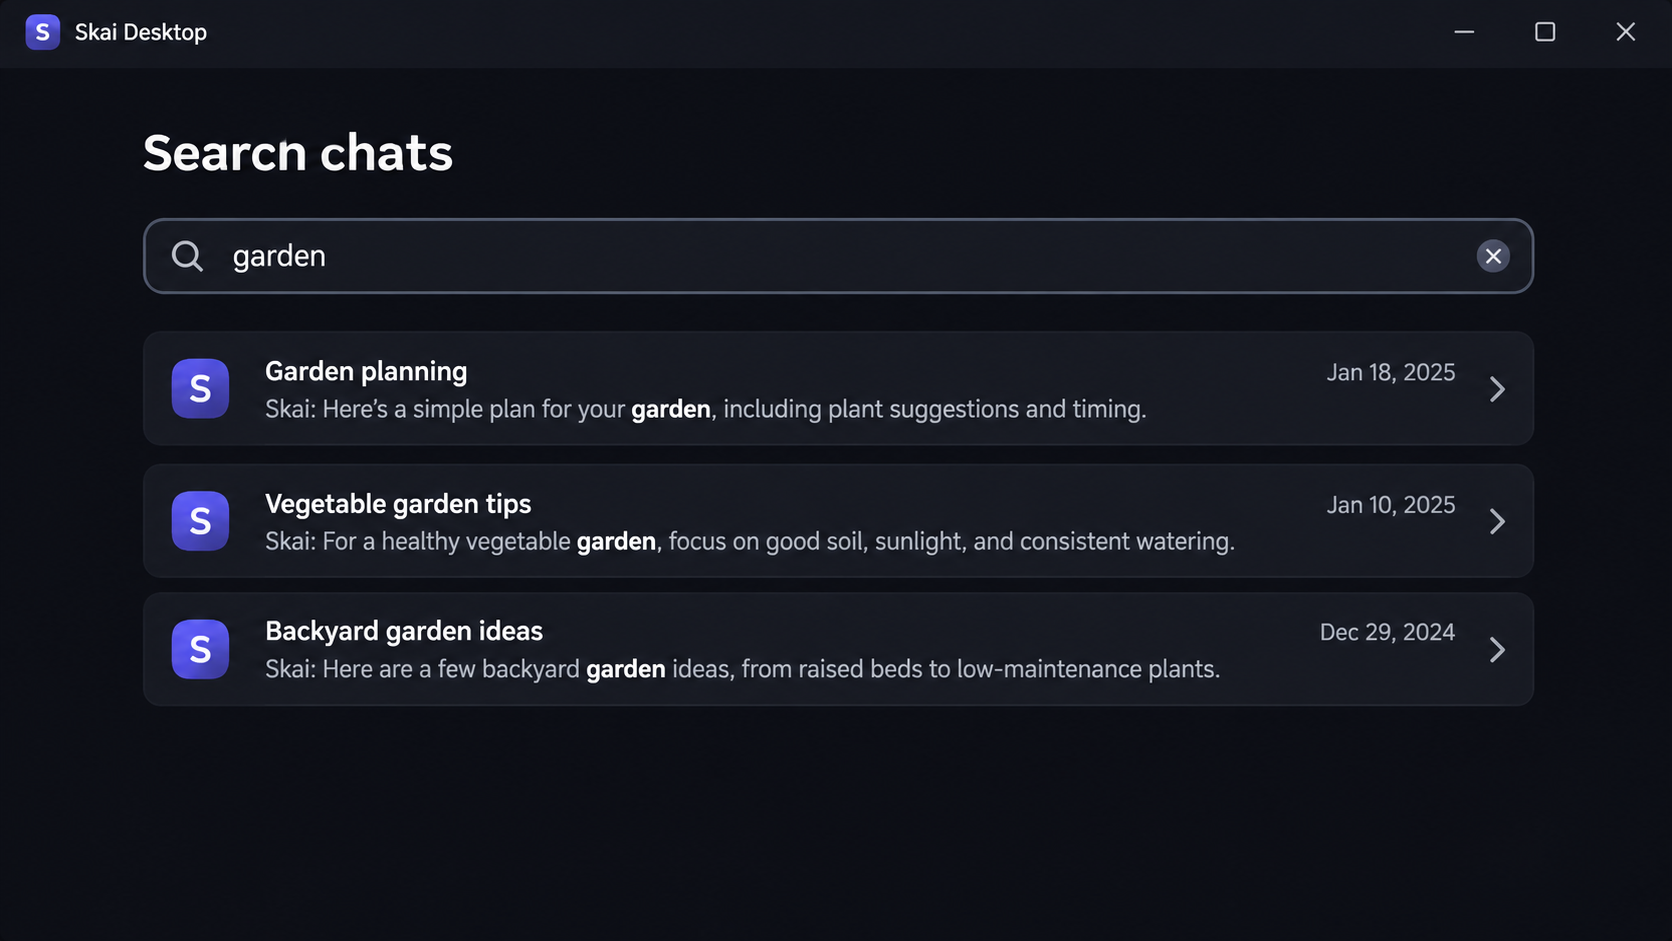 S Skai Desktop
Searcn chats
garden
S
Garden planning
Jan 18, 2025
Skai: Here’s a simple plan for your garden, including plant suggestions and timing.
S
Vegetable garden tips
Jan 10, 2025
Skai: For a healthy vegetable garden, focus on good soil, sunlight, and consistent watering.
S
Backyard garden ideas
Dec 29, 2024
Skai: Here are a few backyard garden ideas, from raised beds to low-maintenance plants.